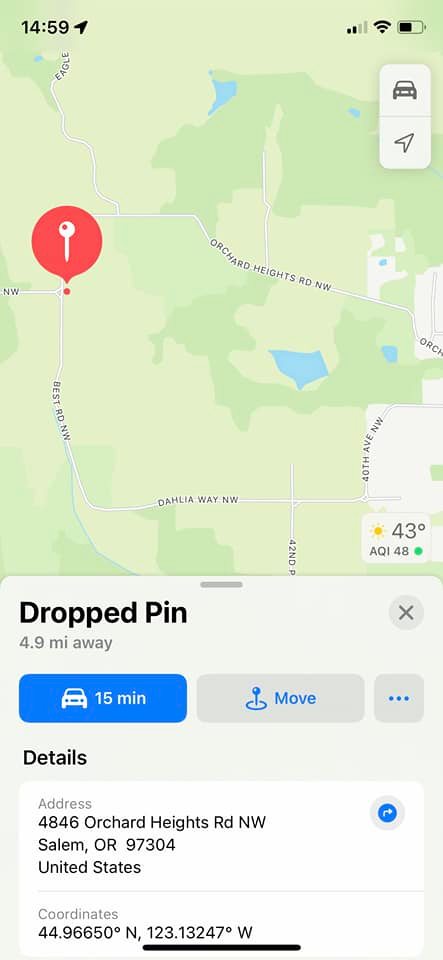 14:59
EAGLE
ORCHARD HEIGHTS RD NW
NW
ORCH
BEST RD NW
40TH AVE NW
DAHLIA WAY NW
42ND P
43°
AQI 48
Dropped Pin
4.9 mi away
15 min
Move
Details
Address
4846 Orchard Heights Rd NW
Salem, OR 97304
United States
Coordinates
44.96650° N, 123.13247° W